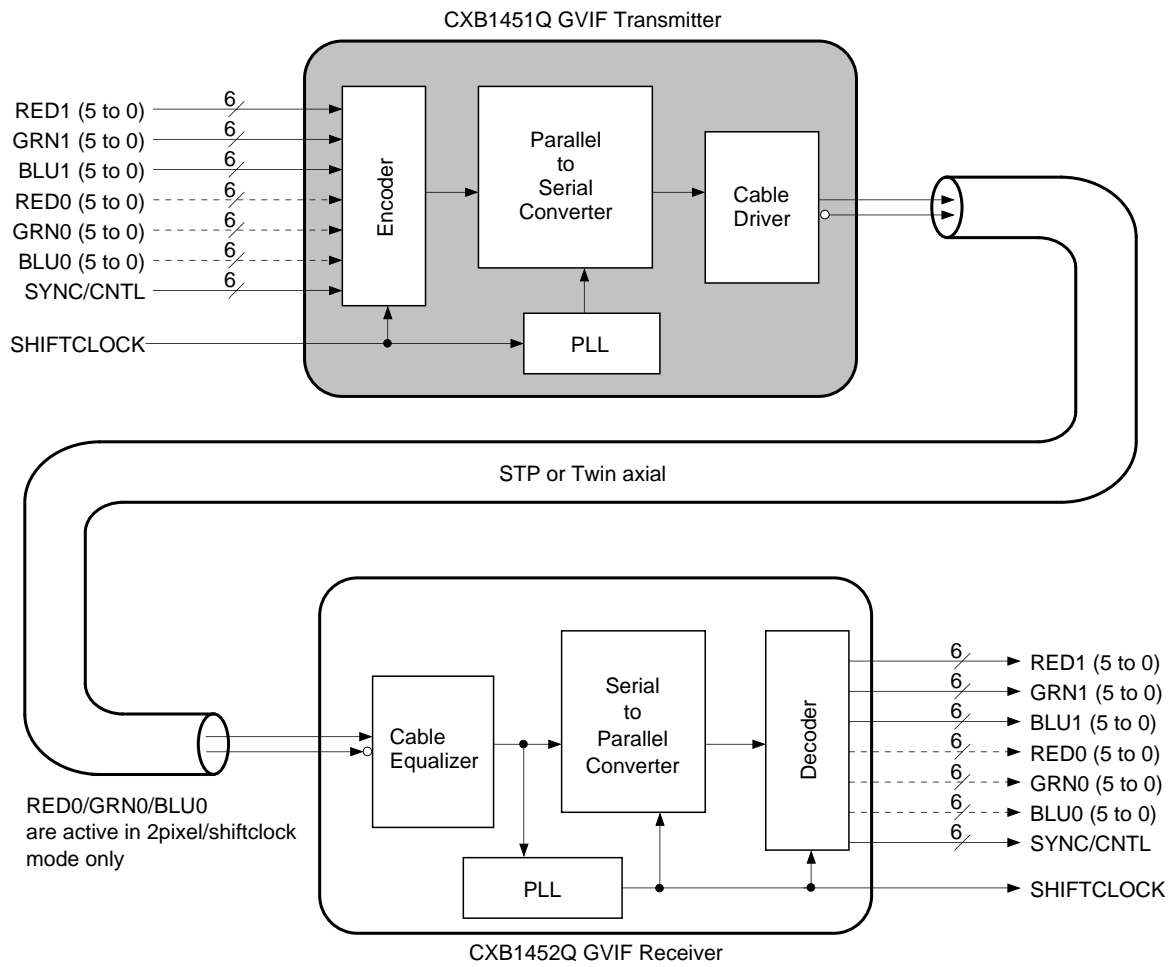 CXB1451Q GVIF Transmitter
RED1 (5 to 0)
6
GRN1 (5 to 0)
6
BLU1 (5 to 0)
6
RED0 (5 to 0)
6
GRN0 (5 to 0)
6
BLU0 (5 to 0)
6
SYNC/CNTL
6
SHIFTCLOCK
Encoder
Parallel
to
Serial
Converter
Cable
Driver
PLL
STP or Twin axial
RED0/GRN0/BLU0
are active in 2pixel/shiftclock
mode only
Cable
Equalizer
Serial
to
Parallel
Converter
Decoder
PLL
6
RED1 (5 to 0)
6
GRN1 (5 to 0)
6
BLU1 (5 to 0)
6
RED0 (5 to 0)
6
GRN0 (5 to 0)
6
BLU0 (5 to 0)
6
SYNC/CNTL
SHIFTCLOCK
CXB1452Q GVIF Receiver